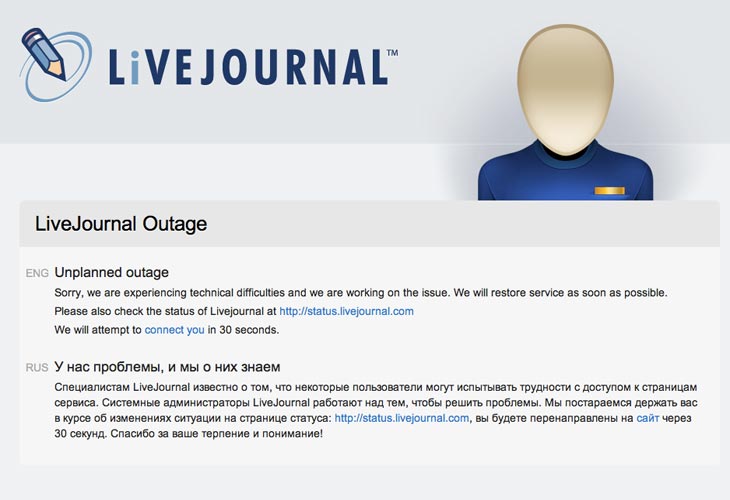 LiVEJOURNAL™
LiveJournal Outage
ENG Unplanned outage
Sorry, we are experiencing technical difficulties and we are working on the issue. We will restore service as soon as possible.
Please also check the status of Livejournal at http://status.livejournal.com
We will attempt to connect you in 30 seconds.
RUS У нас проблемы, и мы о них знаем
Специалистам LiveJournal известно о том, что некоторые пользователи могут испытывать трудности с доступом к страницам
сервиса. Системные администраторы LiveJournal работают над тем, чтобы решить проблемы. Мы постараемся держать вас
в курсе об изменениях ситуации на странице статуса: http://status.livejournal.com, вы будете перенаправлены на сайт через
30 секунд. Спасибо за ваше терпение и понимание!